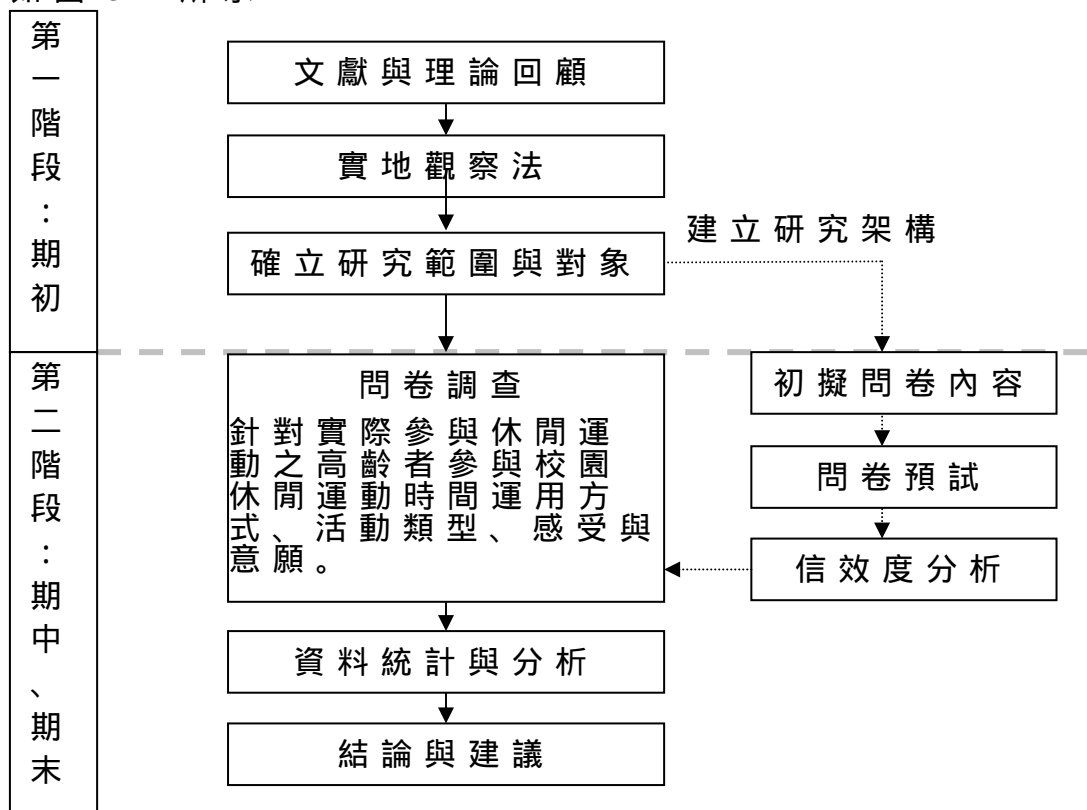 第一階段：期初
文獻與理論回顧
實地觀察法
確立研究範圍與對象
建立研究架構
第二階段：期中、期末
問卷調查
針對實際參與休閒運
動之高齡者參與校園
休閒運動時間運用方
式、活動類型、感受與
意願。
初擬問卷內容
問卷預試
信效度分析
資料統計與分析
結論與建議